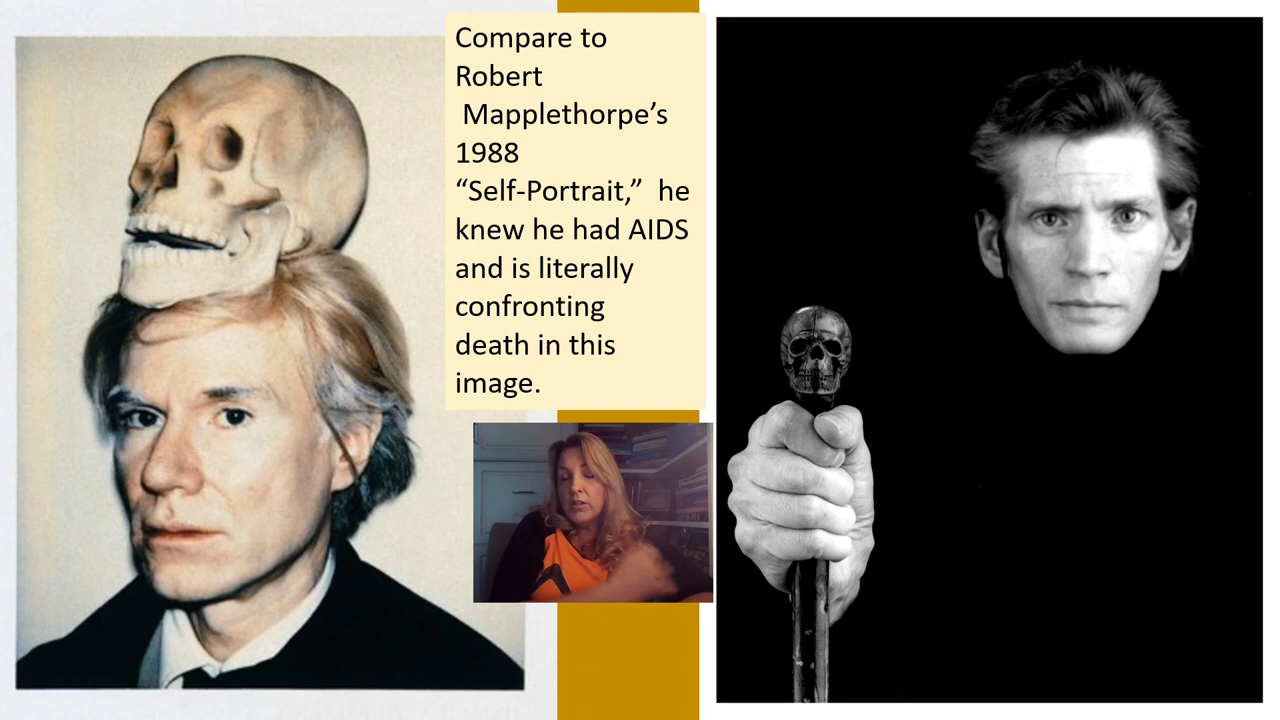 Compare to
Robert
Mapplethorpe’s
1988
“Self-Portrait,”  he
knew he had AIDS
and is literally
confronting
death in this
image.